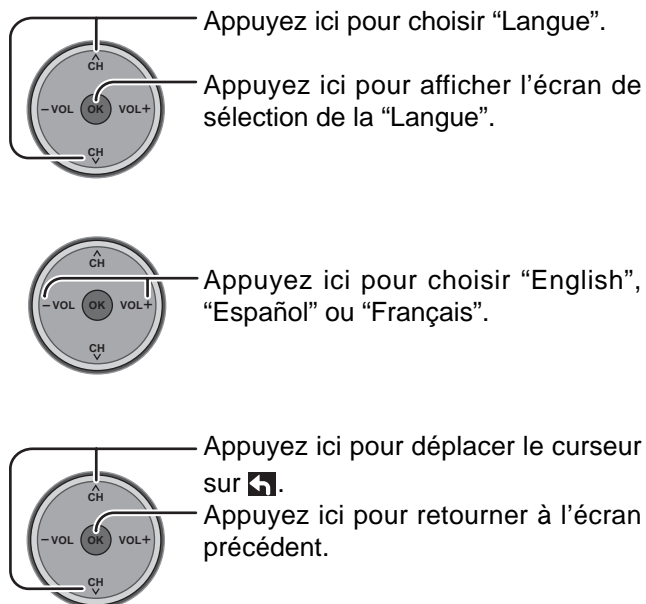 Appuyez ici pour choisir “Langue”.
CH
Appuyez ici pour afficher l’écran de
– VOL OK VOL +
sélection de la “Langue”.
CH
CH
Appuyez ici pour choisir “English”,
– VOL OK VOL +
“Español” ou “Français”.
CH
Appuyez ici pour déplacer le curseur
sur .
CH
Appuyez ici pour retourner à l’écran
– VOL OK VOL +
précédent.
CH